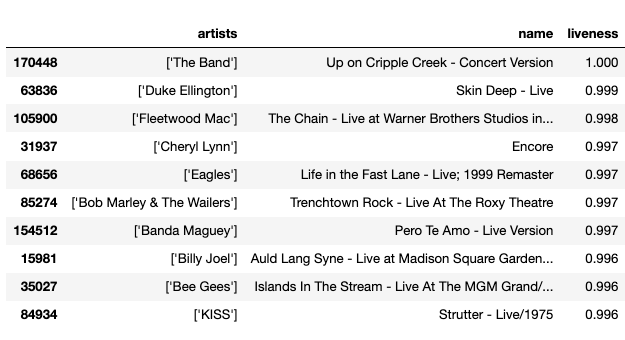 artists name liveness
170448 ['The Band'] Up on Cripple Creek - Concert Version 1.000
63836 ['Duke Ellington'] Skin Deep - Live 0.999
105900 ['Fleetwood Mac'] The Chain - Live at Warner Brothers Studios in... 0.998
31937 ['Cheryl Lynn'] Encore 0.997
68656 ['Eagles'] Life in the Fast Lane - Live; 1999 Remaster 0.997
85274 ['Bob Marley & The Wailers'] Trenchtown Rock - Live At The Roxy Theatre 0.997
154512 ['Banda Maguey'] Pero Te Amo - Live Version 0.997
15981 ['Billy Joel'] Auld Lang Syne - Live at Madison Square Garden... 0.996
35027 ['Bee Gees'] Islands In The Stream - Live At The MGM Grand/... 0.996
84934 ['KISS'] Strutter - Live/1975 0.996